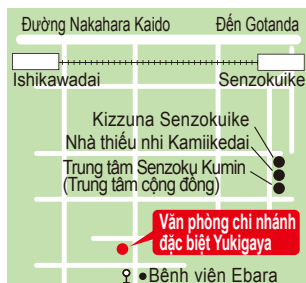 Đường Nakahara Kaido
Đến Gotanda
Ishikawadai
Senzokuike
Kizzuna Senzokuike
Nhà thiếu nhi Kamiikedai
Trung tâm Senzoku Kumin
(Trung tâm cộng đồng)
Văn phòng chi nhánh
đặc biệt Yukigaya
Bệnh viện Ebara